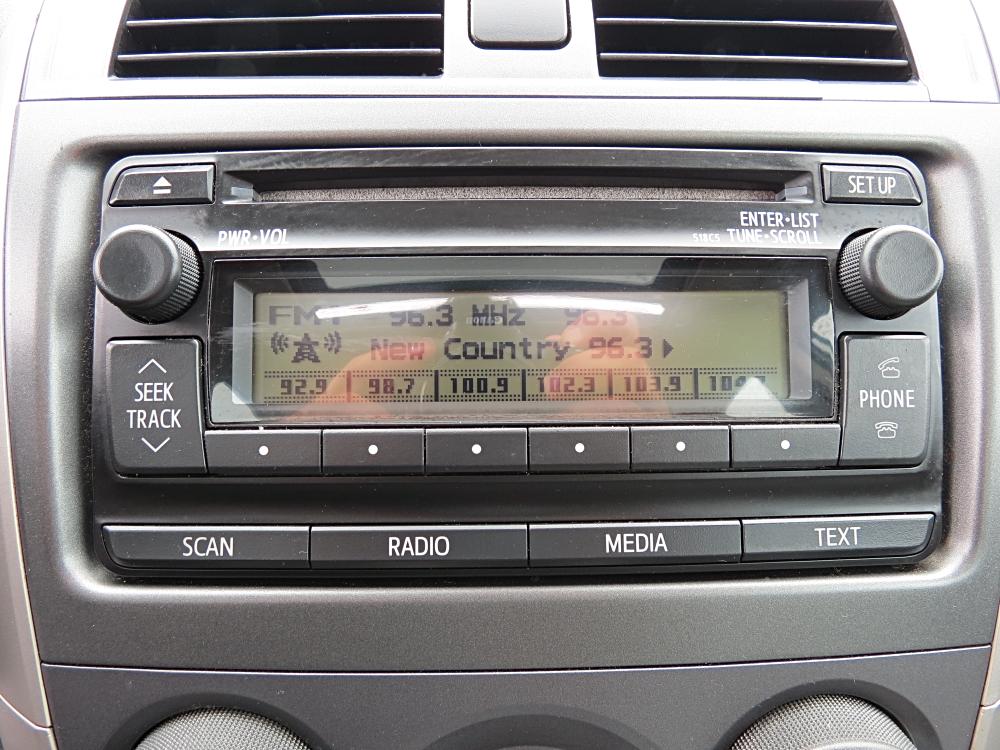 SET UP
ENTER•LIST
PWR•VOL
518C5 TUNE•SCROLL
FM1 96.3 MHz 96.3
New Country 96.3
92.9 98.7 100.9 102.3 103.9
SEEK
TRACK
PHONE
SCAN RADIO MEDIA TEXT